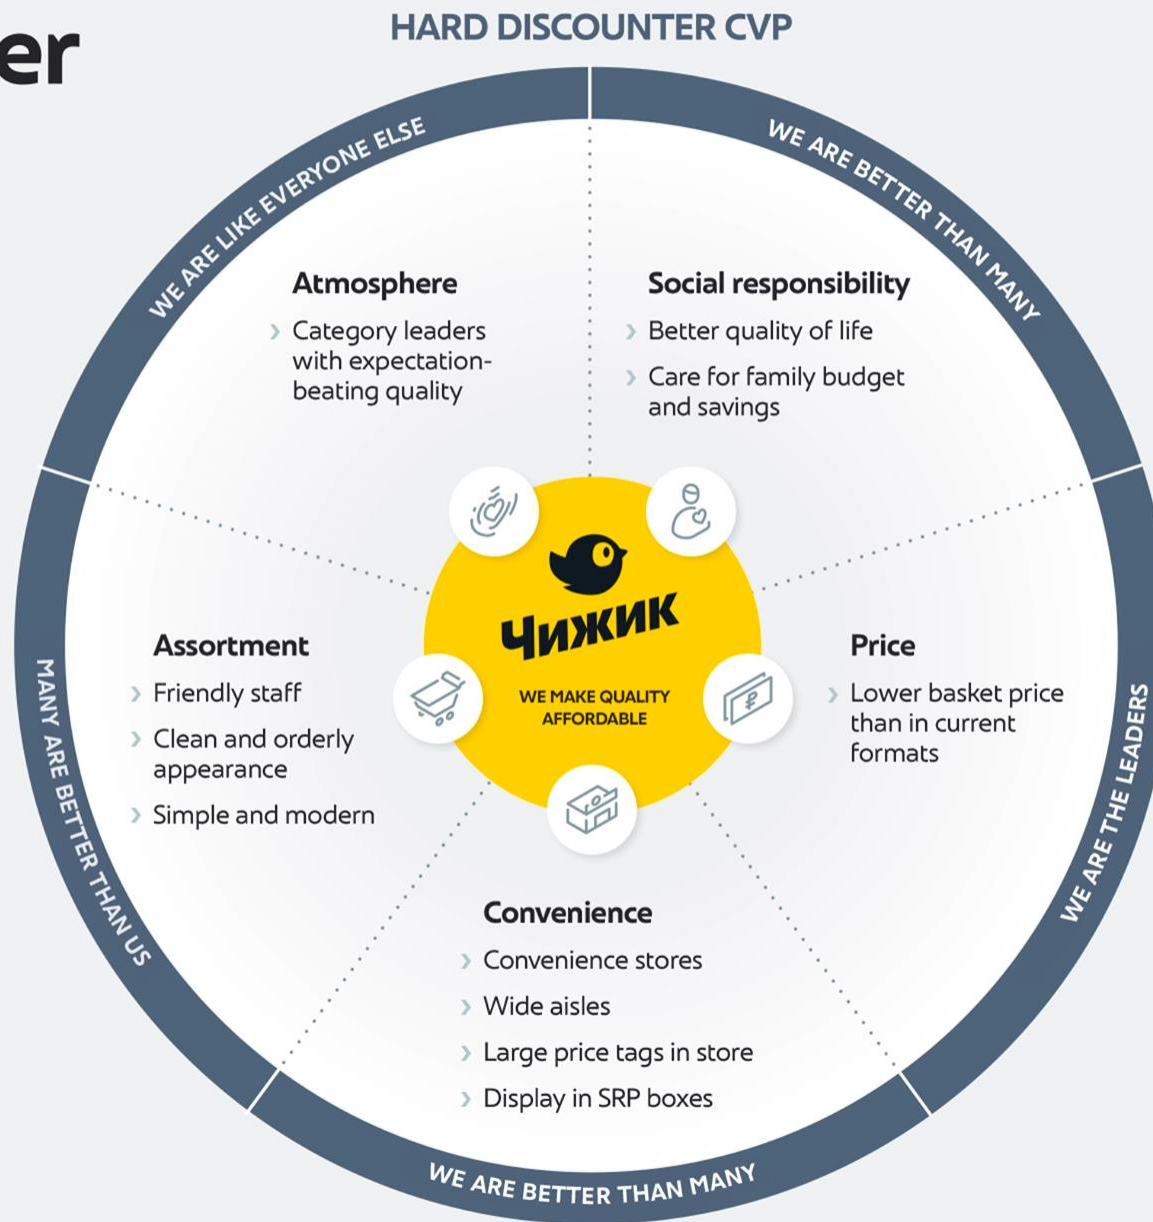 er
HARD DISCOUNTER CVP
WE ARE LIKE EVERYONE ELSE
WE ARE BETTER THAN MANY
Atmosphere
Category leaders
with expectation-
beating quality
Social responsibility
Better quality of life
Care for family budget
and savings
Чижик
WE MAKE QUALITY
AFFORDABLE
Assortment
Friendly staff
Clean and orderly
appearance
Simple and modern
MANY ARE BETTER THAN US
Price
Lower basket price
than in current
formats
WE ARE THE LEADERS
Convenience
Convenience stores
Wide aisles
Large price tags in store
Display in SRP boxes
WE ARE BETTER THAN MANY